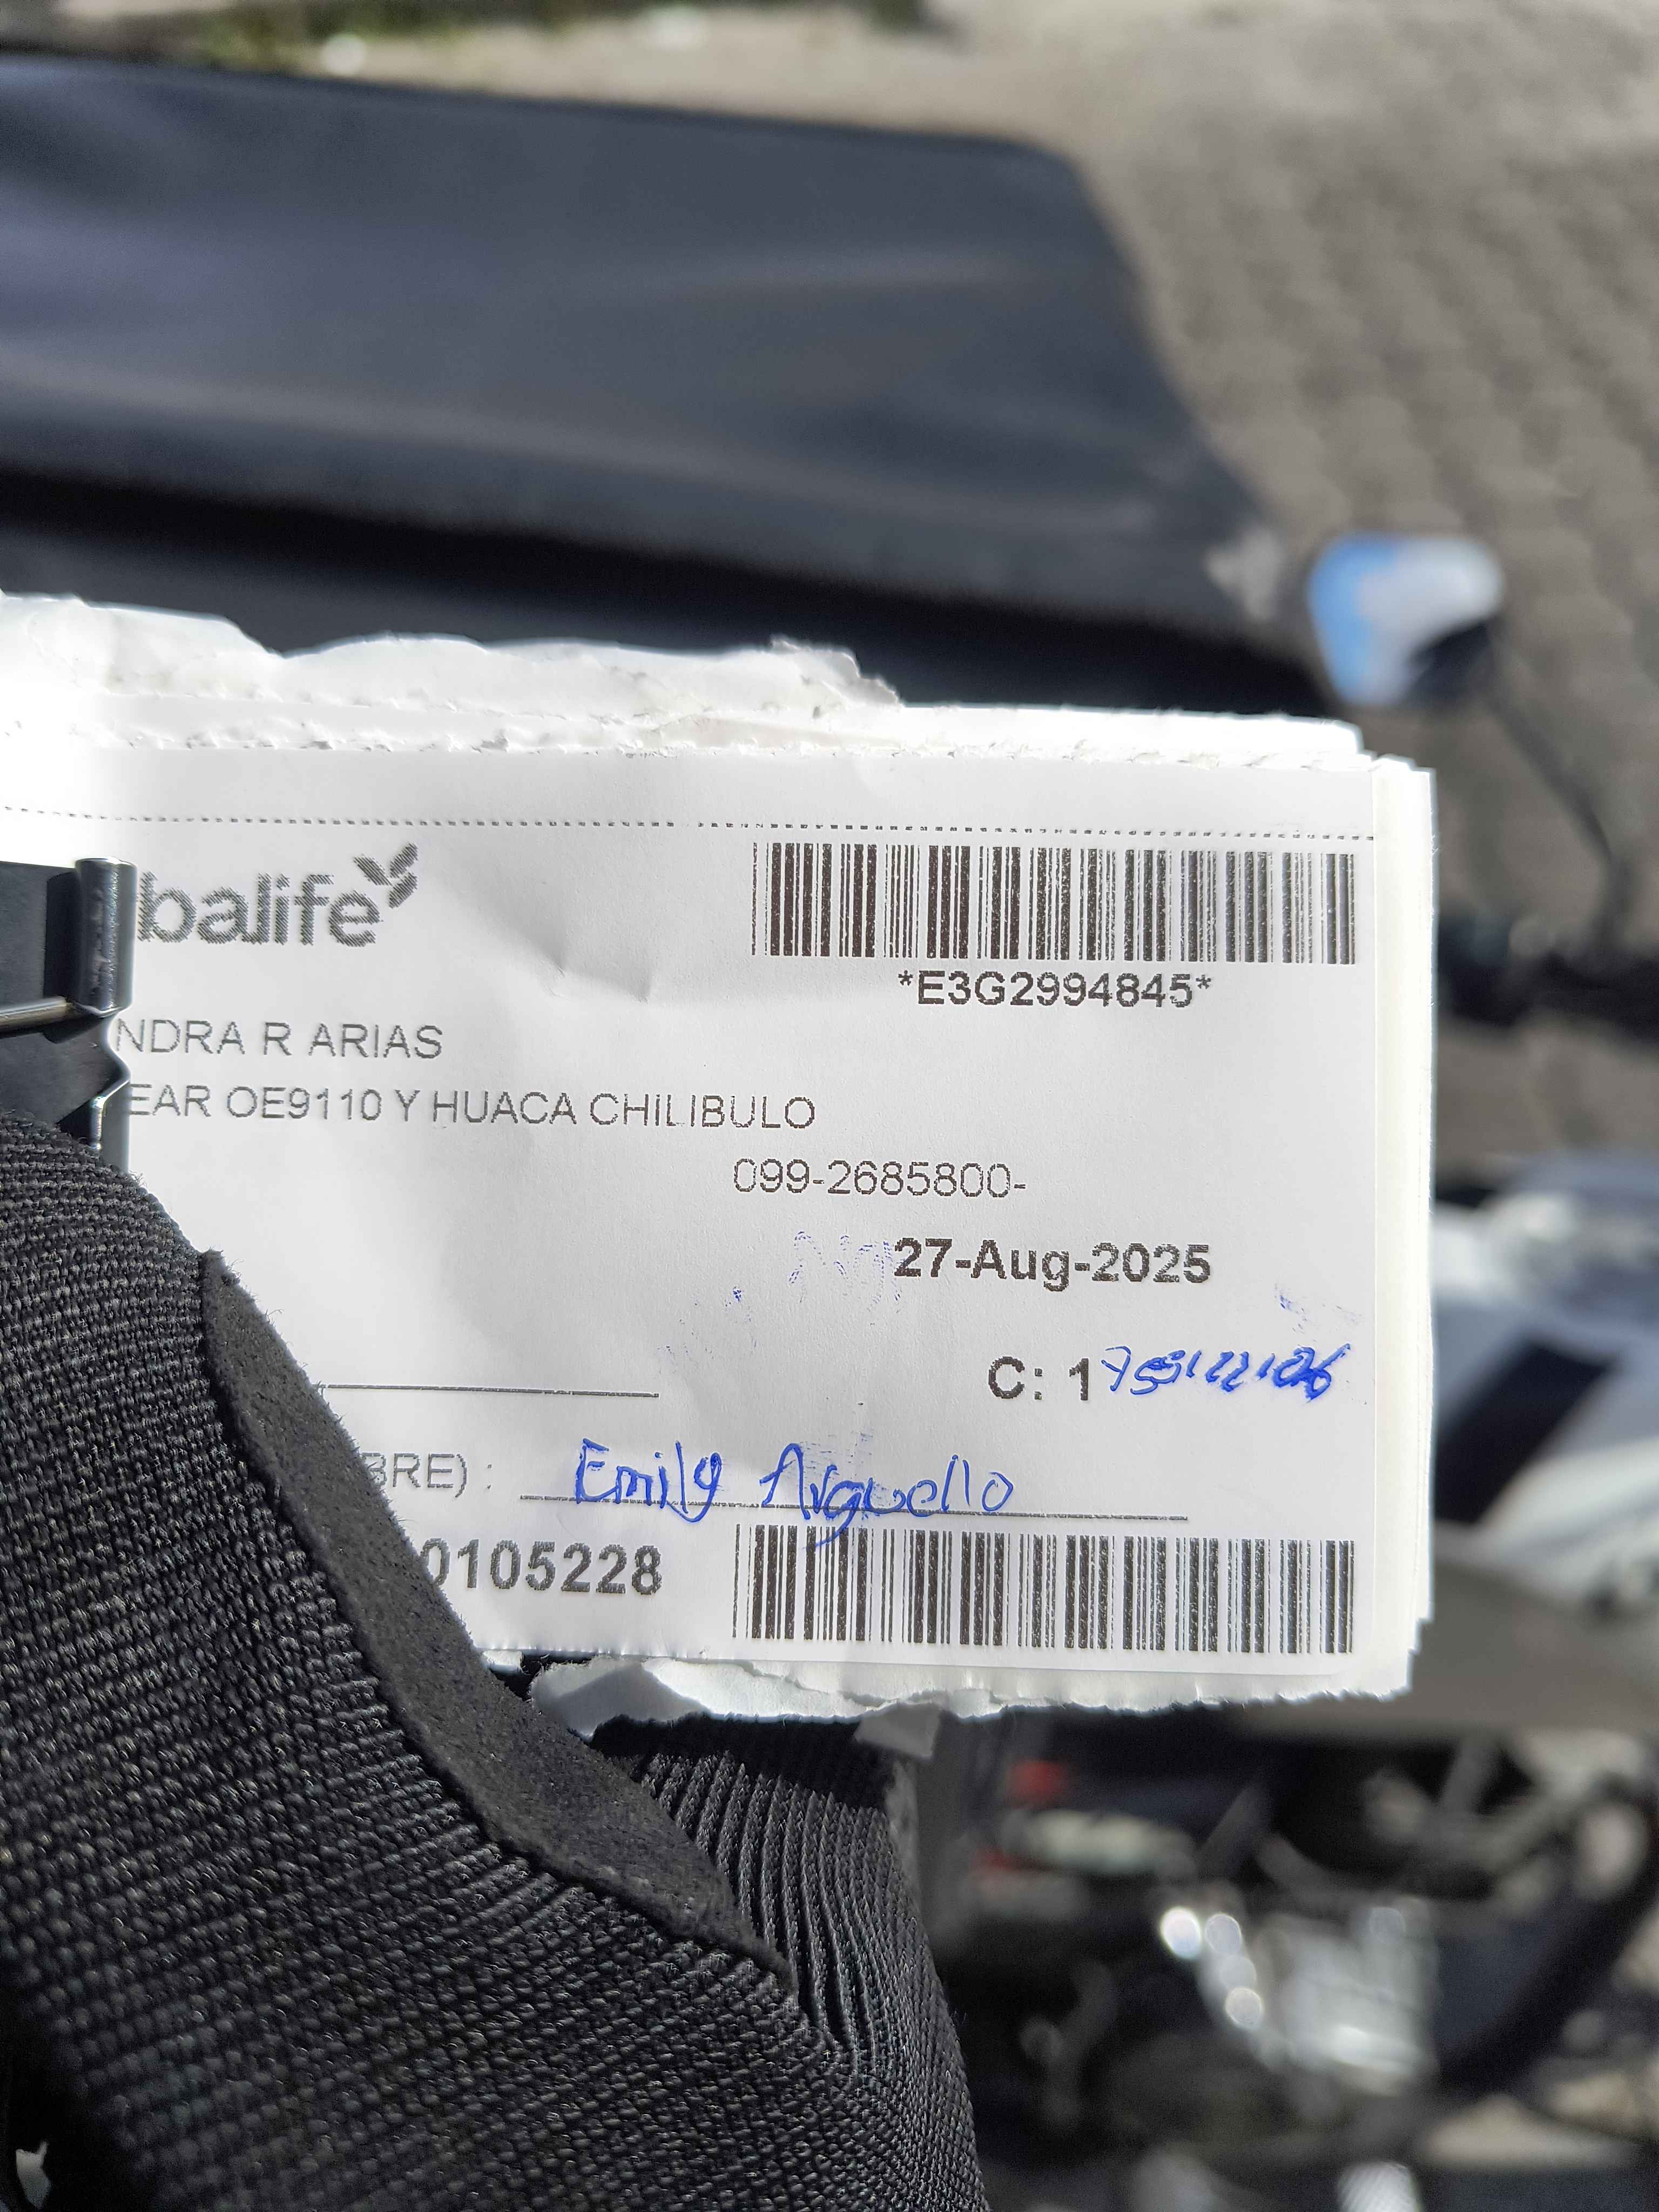 balife
*E3G2994845*
NDRA R ARIAS
EAR OE9110 Y HUACA CHILIBULO
099-2685800-
27-Aug-2025
C: 1
BRE) : Emily Arguello
0105228